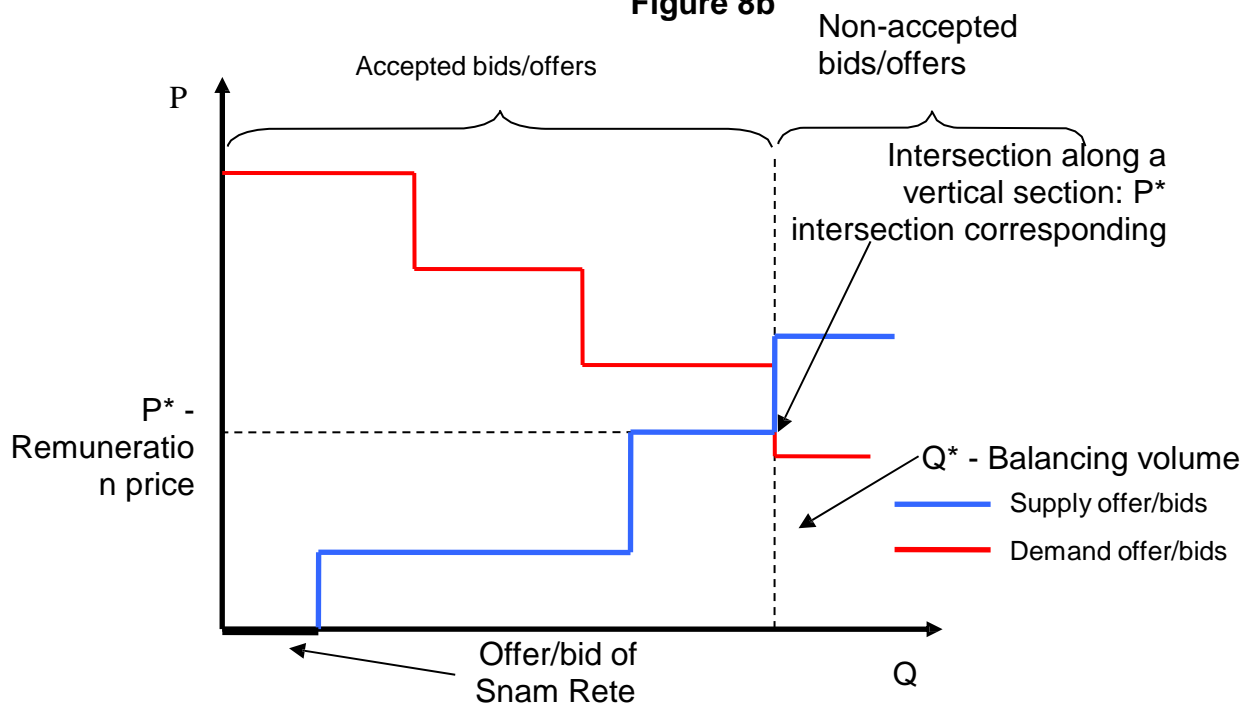 Figure 8b
Non-accepted
bids/offers
Accepted bids/offers
P
Intersection along a
vertical section: P*
intersection corresponding
P* -
Remuneratio
n price
Q* - Balancing volume
Supply offer/bids
Demand offer/bids
Offer/bid of
Snam Rete
Q